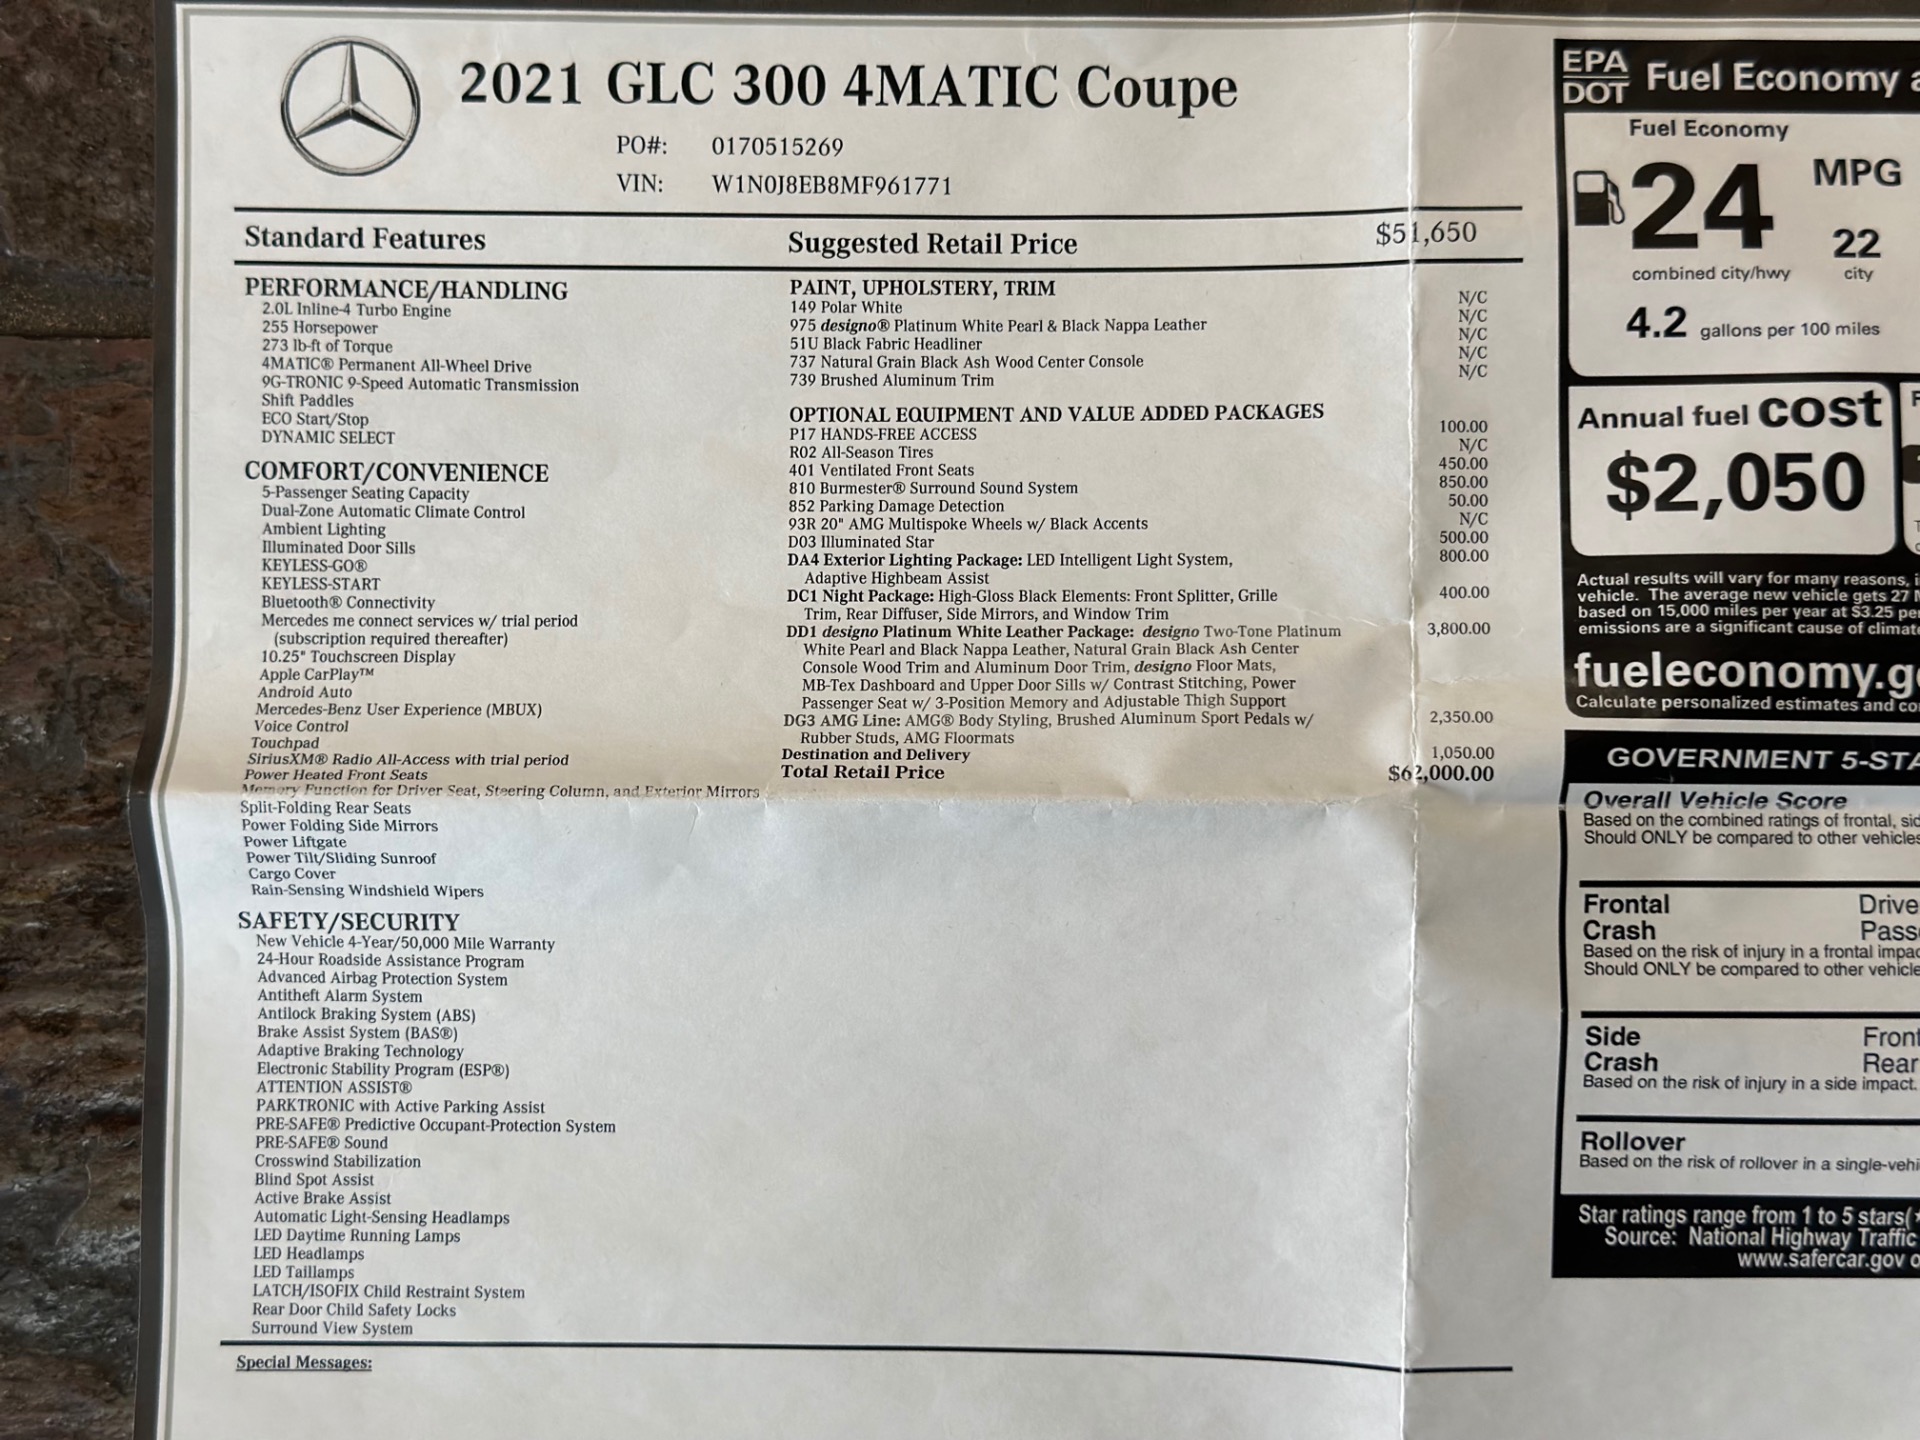 2021 GLC 300 4MATIC Coupe
PO#: 0170515269
VIN: W1N0J8EB8MF961771
Standard Features
PERFORMANCE/HANDLING
2.0L Inline-4 Turbo Engine
255 Horsepower
273 lb-ft of Torque
4MATIC® Permanent All-Wheel Drive
9G-TRONIC 9-Speed Automatic Transmission
Shift Paddles
ECO Start/Stop
DYNAMIC SELECT
COMFORT/CONVENIENCE
5-Passenger Seating Capacity
Dual-Zone Automatic Climate Control
Ambient Lighting
Illuminated Door Sills
KEYLESS-GO®
KEYLESS-START
Bluetooth® Connectivity
Mercedes me connect services w/ trial period
(subscription required thereafter)
10.25" Touchscreen Display
Apple CarPlay™
Android Auto
Mercedes-Benz User Experience (MBUX)
Voice Control
Touchpad
SiriusXM® Radio All-Access with trial period
Power Heated Front Seats
Memory Function for Driver Seat, Steering Column, and Exterior Mirrors
Split-Folding Rear Seats
Power Folding Side Mirrors
Power Liftgate
Power Tilt/Sliding Sunroof
Cargo Cover
Rain-Sensing Windshield Wipers
SAFETY/SECURITY
New Vehicle 4-Year/50,000 Mile Warranty
24-Hour Roadside Assistance Program
Advanced Airbag Protection System
Antitheft Alarm System
Antilock Braking System (ABS)
Brake Assist System (BAS®)
Adaptive Braking Technology
Electronic Stability Program (ESP®)
ATTENTION ASSIST®
PARKTRONIC with Active Parking Assist
PRE-SAFE® Predictive Occupant-Protection System
PRE-SAFE® Sound
Crosswind Stabilization
Blind Spot Assist
Active Brake Assist
Automatic Light-Sensing Headlamps
LED Daytime Running Lamps
LED Headlamps
LED Taillamps
LATCH/ISOFIX Child Restraint System
Rear Door Child Safety Locks
Surround View System
Special Messages:
Suggested Retail Price $51,650
PAINT, UPHOLSTERY, TRIM
149 Polar White N/C
975 designo® Platinum White Pearl & Black Nappa Leather N/C
51U Black Fabric Headliner N/C
737 Natural Grain Black Ash Wood Center Console N/C
739 Brushed Aluminum Trim N/C
OPTIONAL EQUIPMENT AND VALUE ADDED PACKAGES
P17 HANDS-FREE ACCESS 100.00
R02 All-Season Tires N/C
401 Ventilated Front Seats 450.00
810 Burmester® Surround Sound System 850.00
852 Parking Damage Detection 50.00
93R 20" AMG Multispoke Wheels w/ Black Accents N/C
D03 Illuminated Star 500.00
DA4 Exterior Lighting Package: LED Intelligent Light System, 800.00
Adaptive Highbeam Assist
DC1 Night Package: High-Gloss Black Elements: Front Splitter, Grille 400.00
Trim, Rear Diffuser, Side Mirrors, and Window Trim
DD1 designo Platinum White Leather Package: designo Two-Tone Platinum 3,800.00
White Pearl and Black Nappa Leather, Natural Grain Black Ash Center
Console Wood Trim and Aluminum Door Trim, designo Floor Mats,
MB-Tex Dashboard and Upper Door Sills w/ Contrast Stitching, Power
Passenger Seat w/ 3-Position Memory and Adjustable Thigh Support
DG3 AMG Line: AMG® Body Styling, Brushed Aluminum Sport Pedals w/ 2,350.00
Rubber Studs, AMG Floormats
Destination and Delivery 1,050.00
Total Retail Price $62,000.00
EPA
DOT
Fuel Economy a
Fuel Economy
24 MPG
22
combined city/hwy city
4.2 gallons per 100 miles
Annual fuel cost
$2,050
Actual results will vary for many reasons, i
vehicle. The average new vehicle gets 27 M
based on 15,000 miles per year at $3.25 pe
emissions are a significant cause of climat
fueleconomy.g
Calculate personalized estimates and co
GOVERNMENT 5-STA
Overall Vehicle Score
Based on the combined ratings of frontal, sid
Should ONLY be compared to other vehicles
Frontal Drive
Crash Pass
Based on the risk of injury in a frontal impac
Should ONLY be compared to other vehicle
Side Front
Crash Rear
Based on the risk of injury in a side impact.
Rollover
Based on the risk of rollover in a single-vehi
Star ratings range from 1 to 5 stars(
Source: National Highway Traffic
www.safercar.gov o